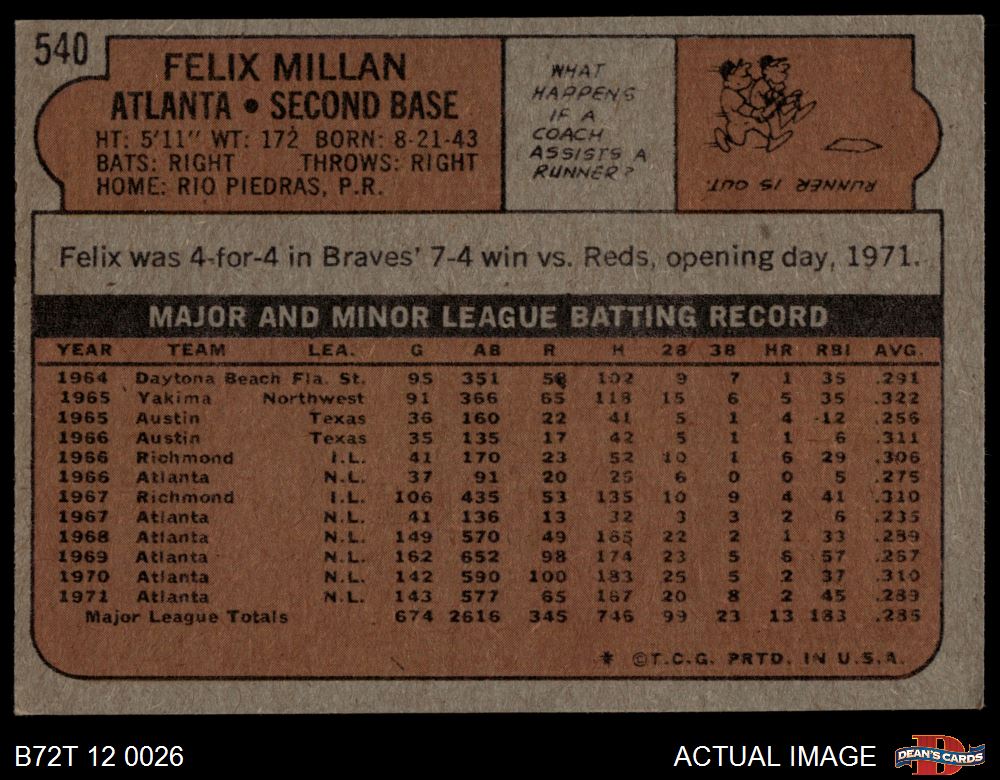 540
FELIX MILLAN
ATLANTA • SECOND BASE
HT: 5'11" WT: 172 BORN: 8-21-43
BATS: RIGHT THROWS: RIGHT
HOME: RIO PIEDRAS, P.R.
WHAT
HAPPENS
IF A
COACH
ASSISTS A
RUNNER?
RUNNER IS OUT.
Felix was 4-for-4 in Braves' 7-4 win vs. Reds, opening day, 1971.
MAJOR AND MINOR LEAGUE BATTING RECORD
YEAR TEAM LEA. G AB R H 2B 3B HR RBI AVG.
1964 Daytona Beach Fla. St. 95 351 58 102 9 7 1 35 .291
1965 Yakima Northwest 91 366 65 118 15 6 5 35 .322
1965 Austin Texas 36 160 22 41 5 1 4 12 .256
1966 Austin Texas 35 135 17 42 5 1 1 6 .311
1966 Richmond I.L. 41 170 23 52 10 1 6 29 .306
1966 Atlanta N.L. 37 91 20 25 6 0 0 5 .275
1967 Richmond I.L. 106 435 53 135 10 9 4 41 .310
1967 Atlanta N.L. 41 136 13 32 3 3 2 6 .235
1968 Atlanta N.L. 149 570 49 165 22 2 1 33 .289
1969 Atlanta N.L. 162 652 98 174 23 5 6 57 .267
1970 Atlanta N.L. 142 590 100 183 25 5 2 37 .310
1971 Atlanta N.L. 143 577 65 167 20 8 2 45 .289
Major League Totals 674 2616 345 746 99 23 13 183 .285
* ©T.C.G. PRTD. IN U.S.A.
B72T 12 0026
ACTUAL IMAGE
D
DEAN'S CARDS